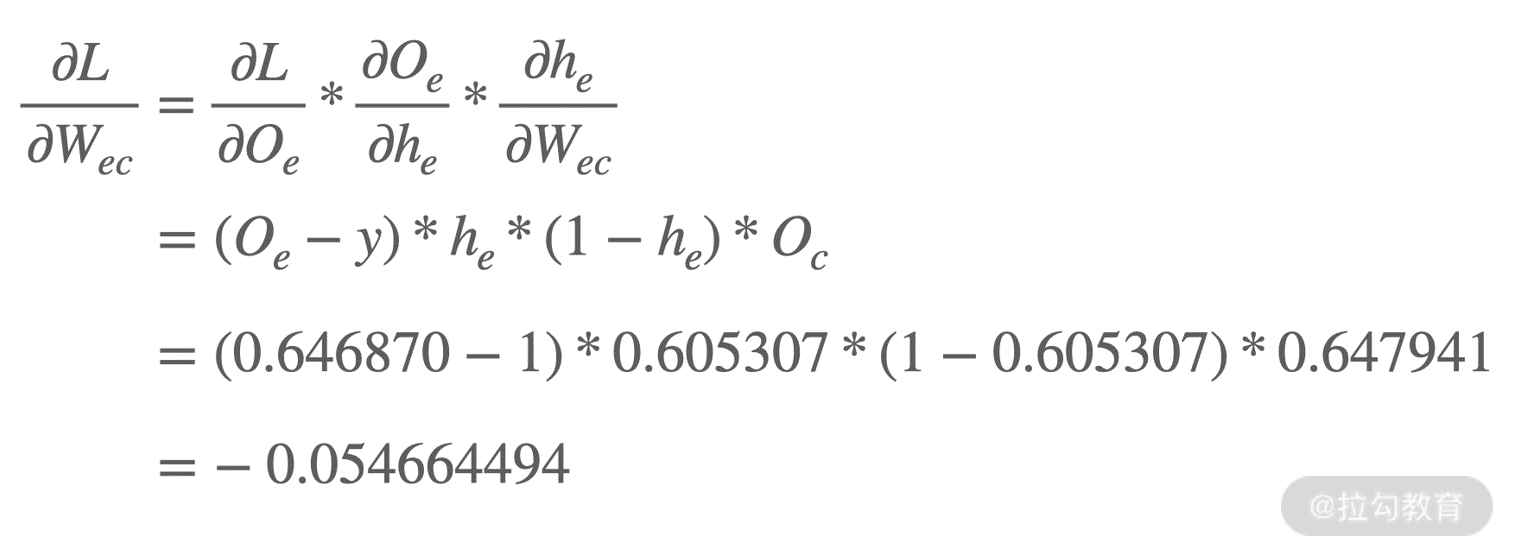 ∂L/∂W_ec = ∂L/∂O_e * ∂O_e/∂h_e * ∂h_e/∂W_ec
= (O_e − y) * h_e * (1 − h_e) * O_c
= (0.646870 − 1) * 0.605307 * (1 − 0.605307) * 0.647941
= − 0.054664494
@拉勾教育